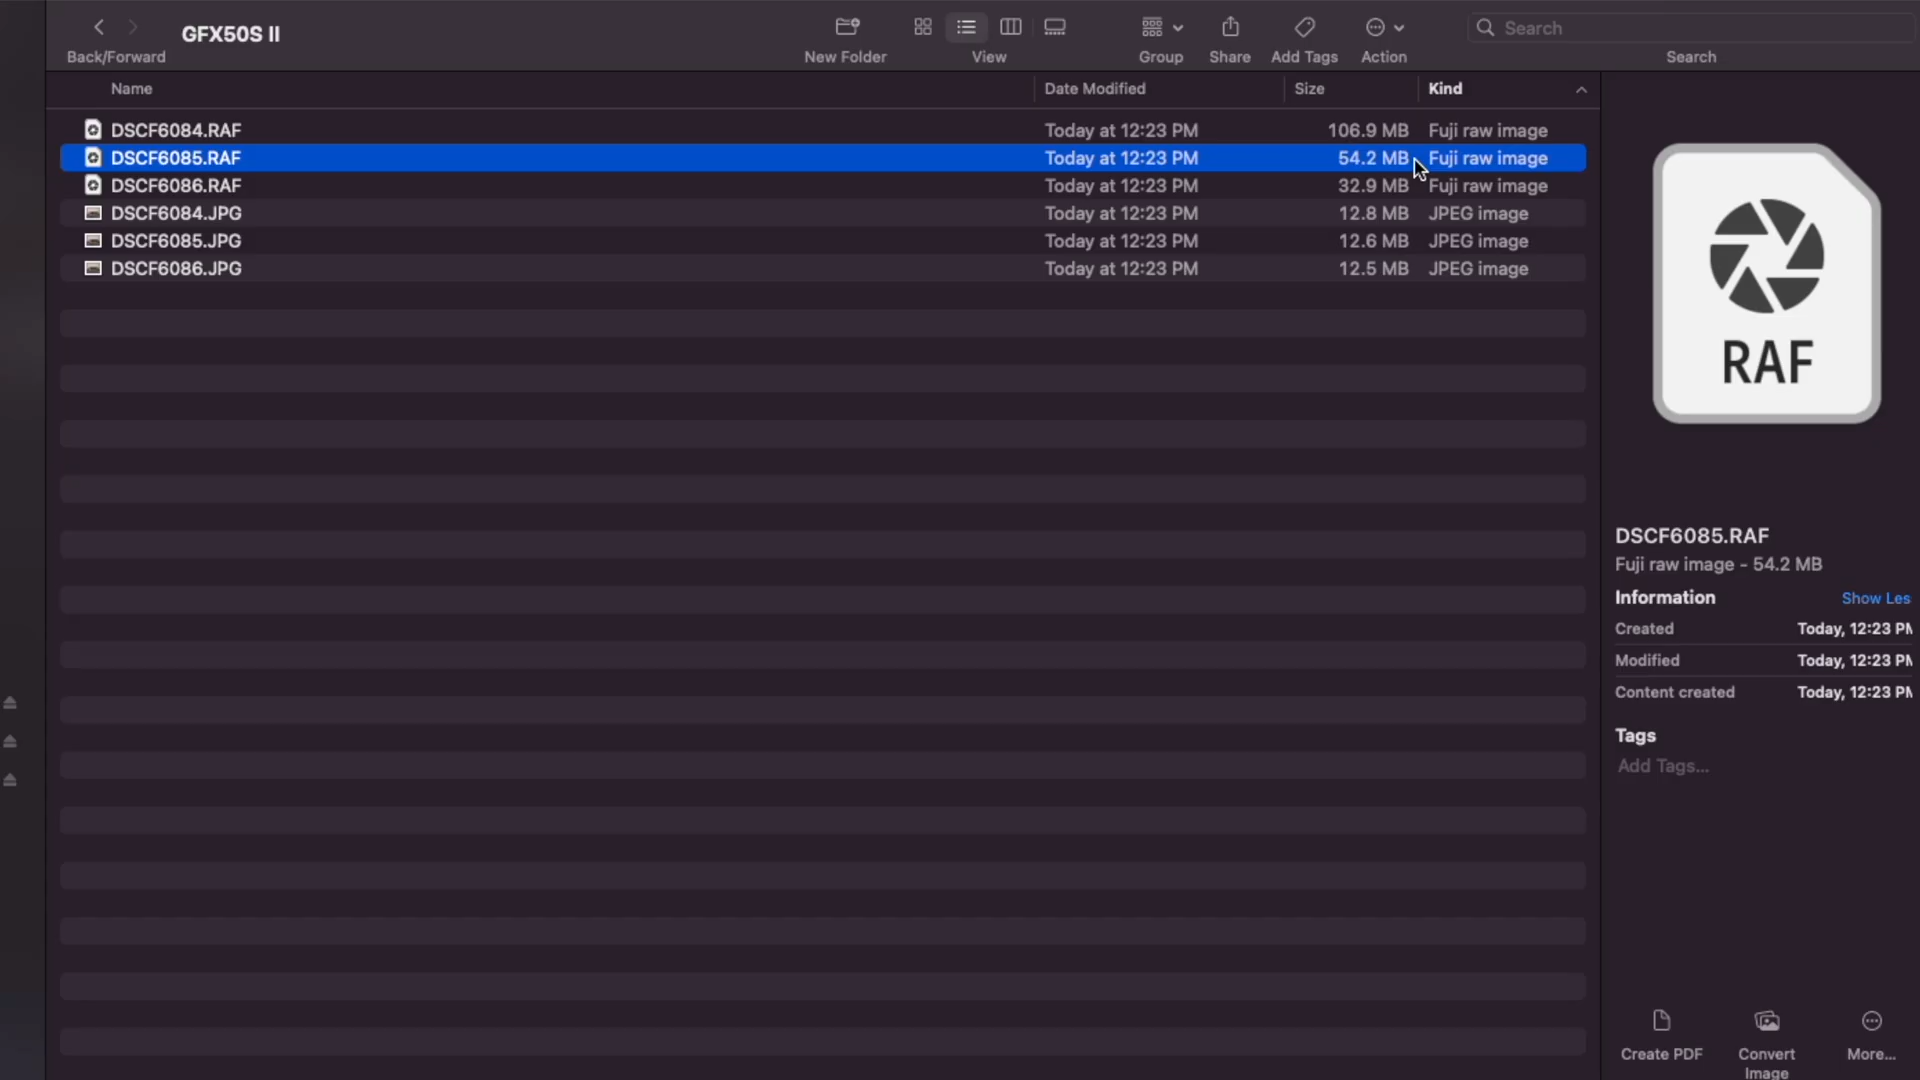 GFX50S II
Back/Forward
New Folder
View
Group
Share
Add Tags
Action
Search
Search
Name Date Modified Size Kind
DSCF6084.RAF Today at 12:23 PM 106.9 MB Fuji raw image
DSCF6085.RAF Today at 12:23 PM 54.2 MB Fuji raw image
DSCF6086.RAF Today at 12:23 PM 32.9 MB Fuji raw image
DSCF6084.JPG Today at 12:23 PM 12.8 MB JPEG image
DSCF6085.JPG Today at 12:23 PM 12.6 MB JPEG image
DSCF6086.JPG Today at 12:23 PM 12.5 MB JPEG image
RAF
DSCF6085.RAF
Fuji raw image - 54.2 MB
Information Show Les
Created Today, 12:23 PM
Modified Today, 12:23 PM
Content created Today, 12:23 PM
Tags
Add Tags...
Create PDF
Convert
Image
More...